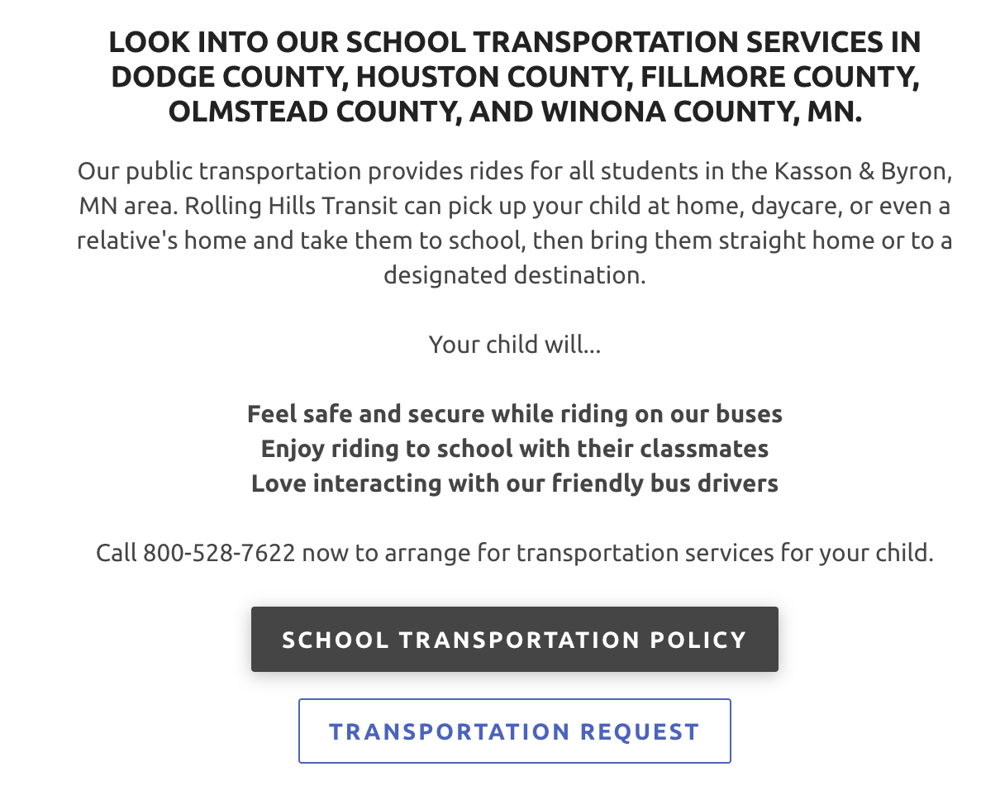 LOOK INTO OUR SCHOOL TRANSPORTATION SERVICES IN
DODGE COUNTY, HOUSTON COUNTY, FILLMORE COUNTY,
OLMSTEAD COUNTY, AND WINONA COUNTY, MN.
Our public transportation provides rides for all students in the Kasson & Byron,
MN area. Rolling Hills Transit can pick up your child at home, daycare, or even a
relative's home and take them to school, then bring them straight home or to a
designated destination.
Your child will...
Feel safe and secure while riding on our buses
Enjoy riding to school with their classmates
Love interacting with our friendly bus drivers
Call 800-528-7622 now to arrange for transportation services for your child.
SCHOOL TRANSPORTATION POLICY
TRANSPORTATION REQUEST